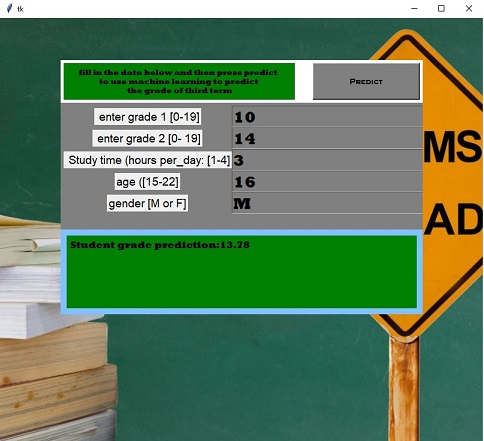 tk
fill in the data below and then press predict
to use machine learning to predict
the grade of third term
Predict
enter grade 1 [0-19]
10
enter grade 2 [0- 19]
14
Study time (hours per_day: [1-4]
3
age ([15-22]
16
gender [M or F]
M
Student grade prediction:13.78
MS
AD